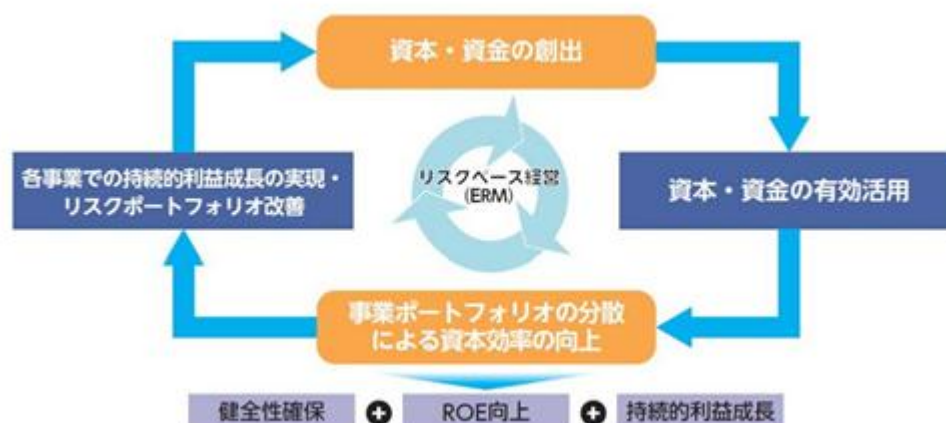 資本・資金の創出
各事業での持続的利益成長の実現・
リスクポートフォリオ改善
リスクベース経営
(ERM)
資本・資金の有効活用
事業ポートフォリオの分散
による資本効率の向上
健全性確保 + ROE向上 + 持続的利益成長